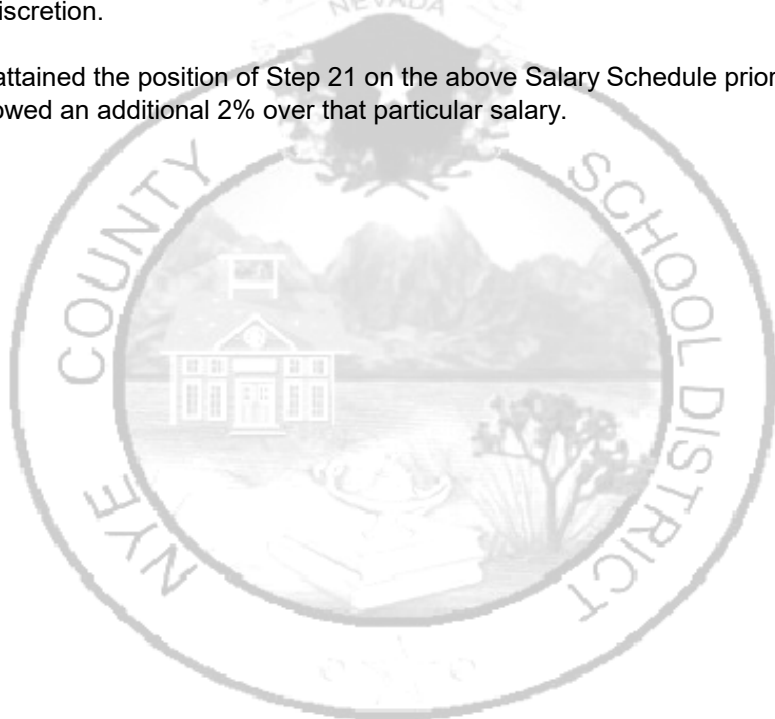 iscretion.
NEVADA
attained the position of Step 21 on the above Salary Schedule prior
owed an additional 2% over that particular salary.
NYE COUNTY SCHOOL DISTRICT